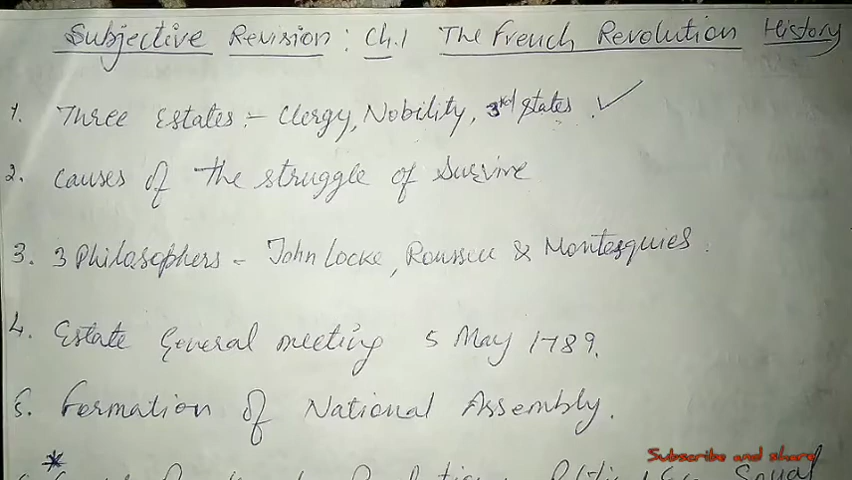 Subjective Revision : Ch.1 The French Revolution History
1. Three Estates :- Clergy, Nobility, 3rd states. ✓
2. Causes of the struggle of Survive
3. 3 Philosophers - John Locke, Roussuu & Montesquies.
4. Estate General meeting 5 May 1789.
5. Formation of National Assembly.
Subscribe and share